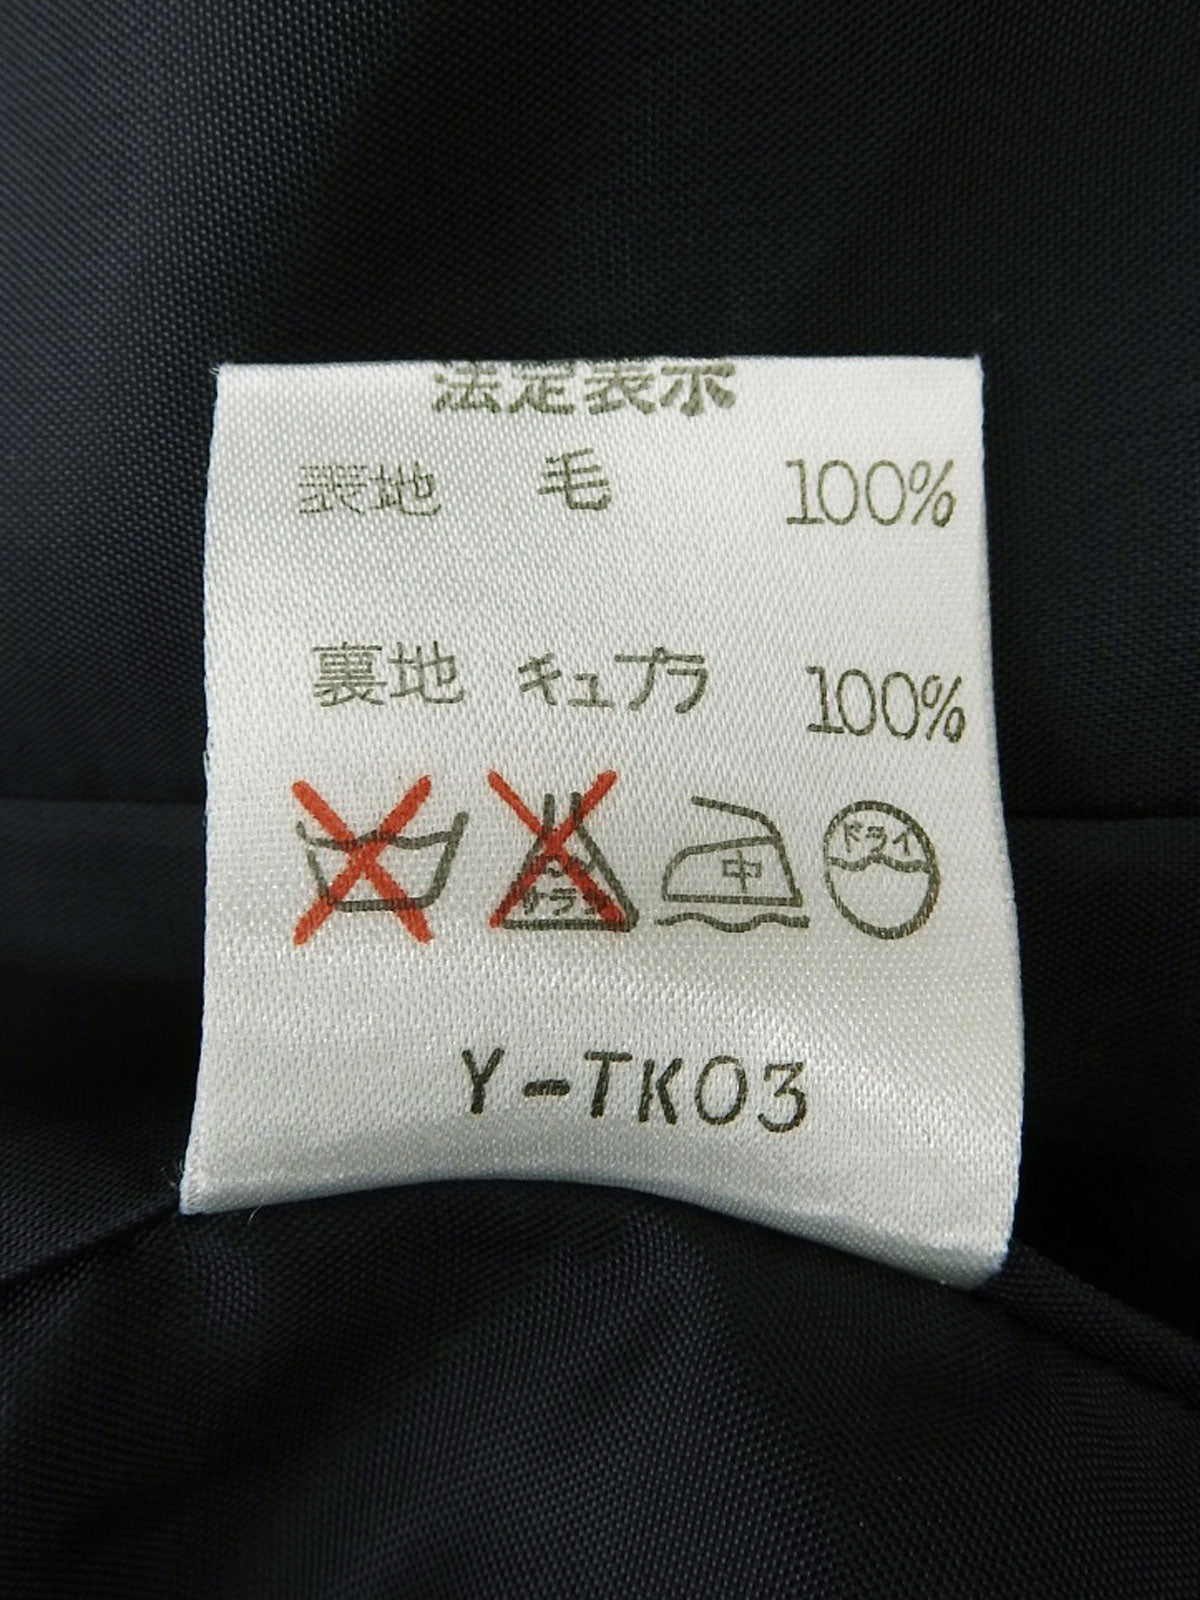 法定表示
表地 毛 100%
裏地 キュプラ 100%
サラシ 中 ドライ
Y-TK03